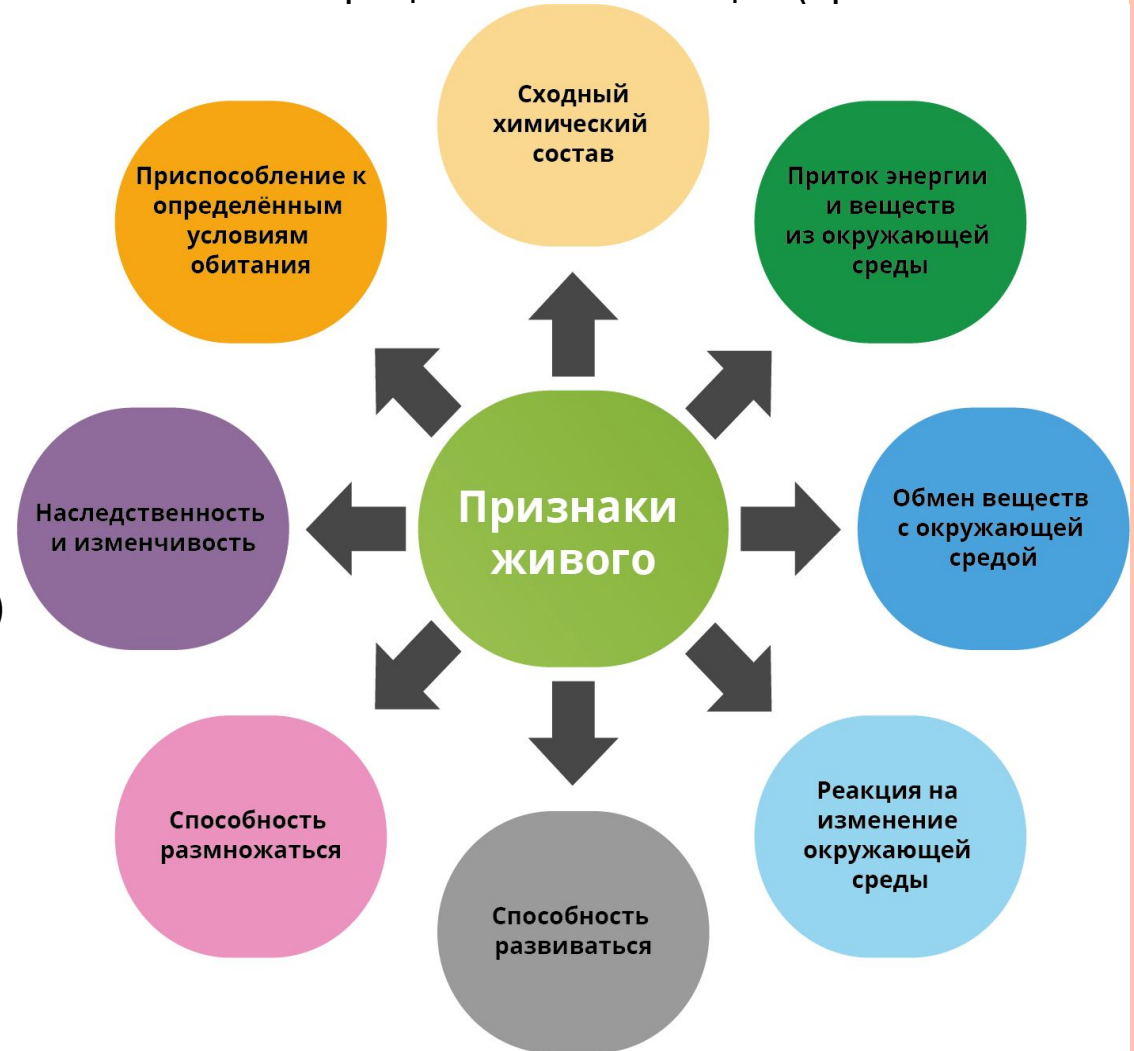 Сходный
химический
состав
Приток энергии
и веществ
из окружающей
среды
Обмен веществ
с окружающей
средой
Реакция на
изменение
окружающей
среды
Способность
развиваться
Способность
размножаться
Наследственность
и изменчивость
Приспособление к
определённым
условиям
обитания
Признаки
живого
)